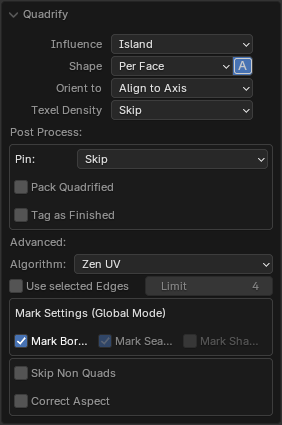 Quadrify
Influence Island
Shape Per Face A
Orient to Align to Axis
Texel Density Skip
Post Process:
Pin: Skip
Pack Quadrified
Tag as Finished
Advanced:
Algorithm: Zen UV
Use selected Edges Limit 4
Mark Settings (Global Mode)
Mark Bor... Mark Sea... Mark Sha...
Skip Non Quads
Correct Aspect